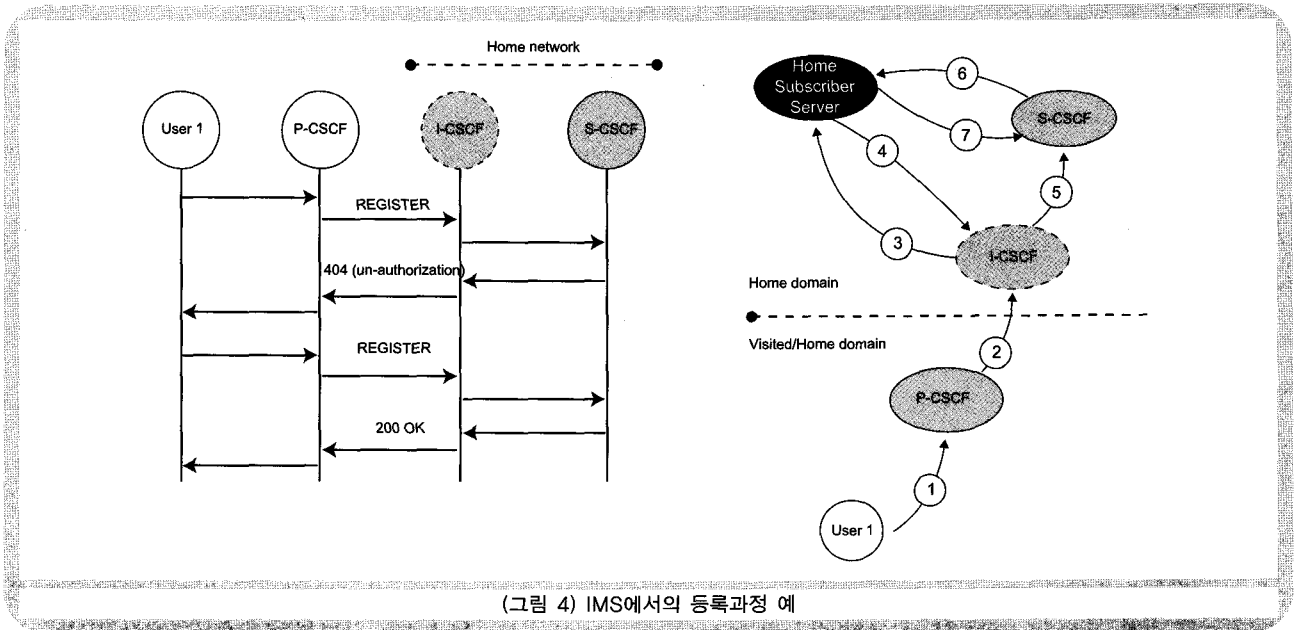 Home network
User 1
P-CSCF
I-CSCF
S-CSCF
REGISTER
404 (un-authorization)
REGISTER
200 OK
Home
Subscriber
Server
6
S-CSCF
7
4
5
3
I-CSCF
Home domain
Visited/Home domain
2
P-CSCF
1
User 1
(그림 4) IMS에서의 등록과정 예